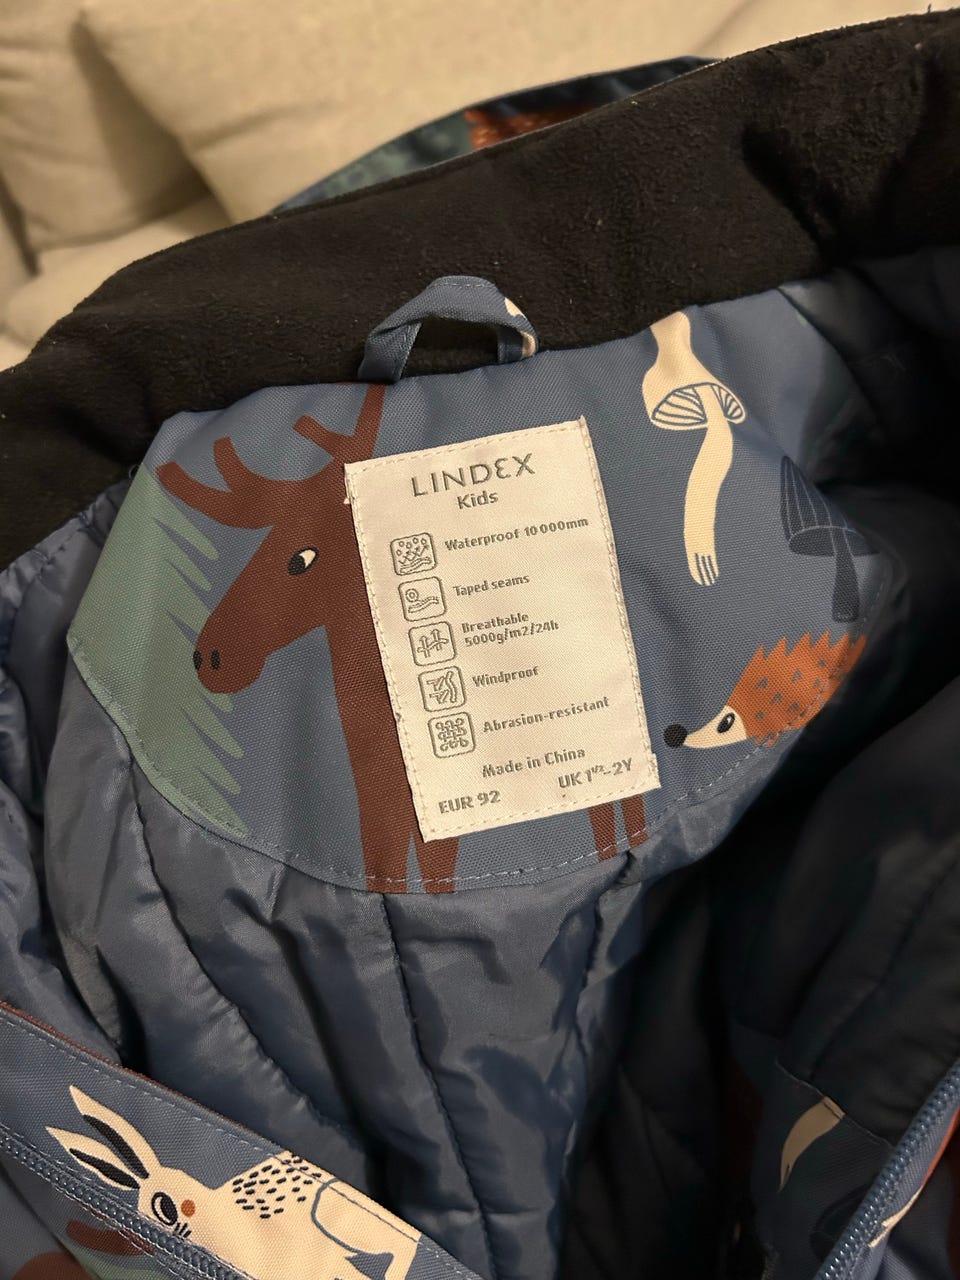 LINDEX
Kids
Waterproof 10 000mm
Taped seams
Breathable
5000g/m2/24h
Windproof
Abrasion-resistant
Made in China
EUR 92 UK 1½-2Y